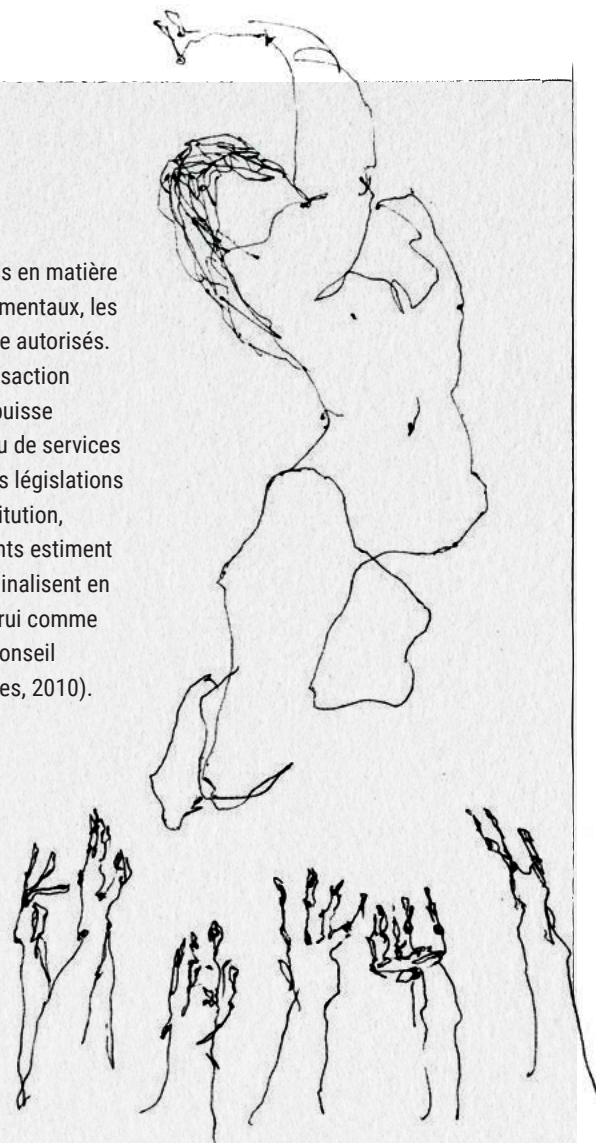 s en matière
mentaux, les
e autorisés.
saction
puisse
u de services
s législations
titution,
nts estiment
inalisent en
rui comme
onseil
es, 2010).